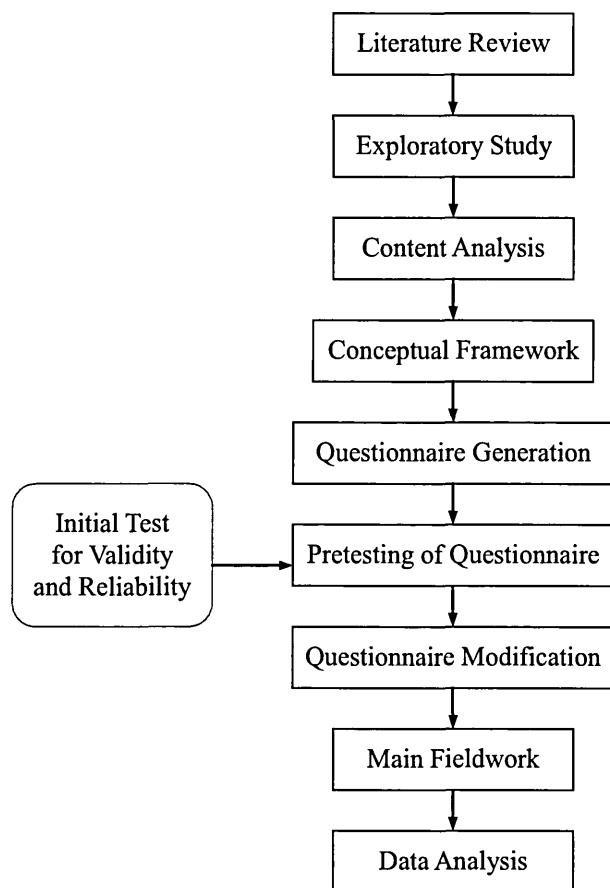 Literature Review
Exploratory Study
Content Analysis
Conceptual Framework
Questionnaire Generation
Initial Test
for Validity
and Reliability
Pretesting of Questionnaire
Questionnaire Modification
Main Fieldwork
Data Analysis